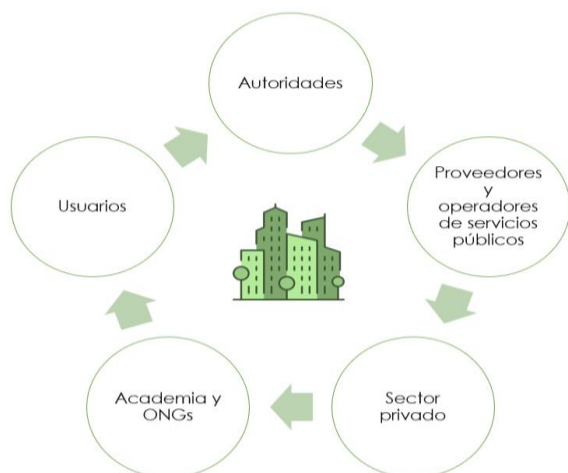 Autoridades
Proveedores
y
operadores
de servicios
públicos
Sector
privado
Academia y
ONGs
Usuarios